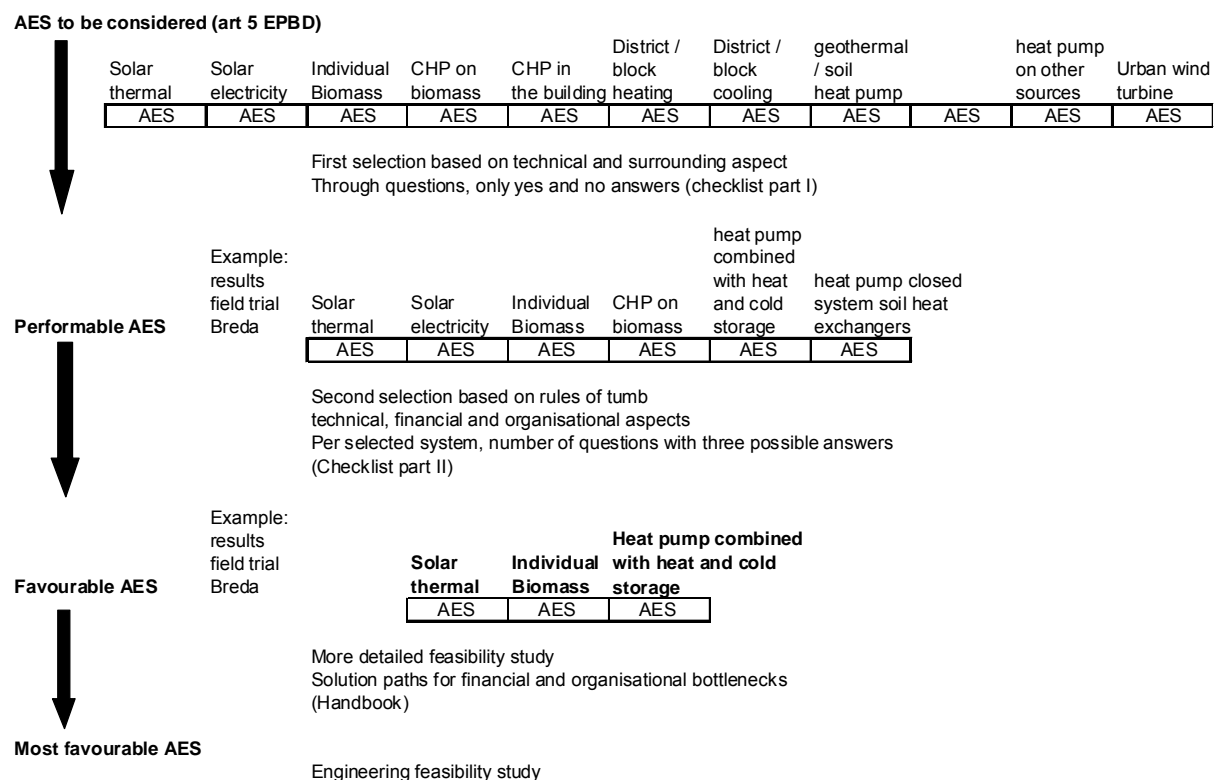 AES to be considered (art 5 EPBD)
Solar thermal
Solar electricity
Individual Biomass
CHP on biomass
CHP in the building
District / block heating
District / block cooling
geothermal / soil heat pump
heat pump on other sources
Urban wind turbine
AES AES AES AES AES AES AES AES AES AES AES
First selection based on technical and surrounding aspect
Through questions, only yes and no answers (checklist part I)
Performable AES
Example: results field trial Breda
Solar thermal
Solar electricity
Individual Biomass
CHP on biomass
heat pump combined with heat and cold storage
heat pump closed system soil heat exchangers
AES AES AES AES AES AES
Second selection based on rules of tumb
technical, financial and organisational aspects
Per selected system, number of questions with three possible answers
(Checklist part II)
Favourable AES
Example: results field trial Breda
Solar thermal
Individual Biomass
Heat pump combined with heat and cold storage
AES AES AES
More detailed feasibility study
Solution paths for financial and organisational bottlenecks
(Handbook)
Most favourable AES
Engineering feasibility study